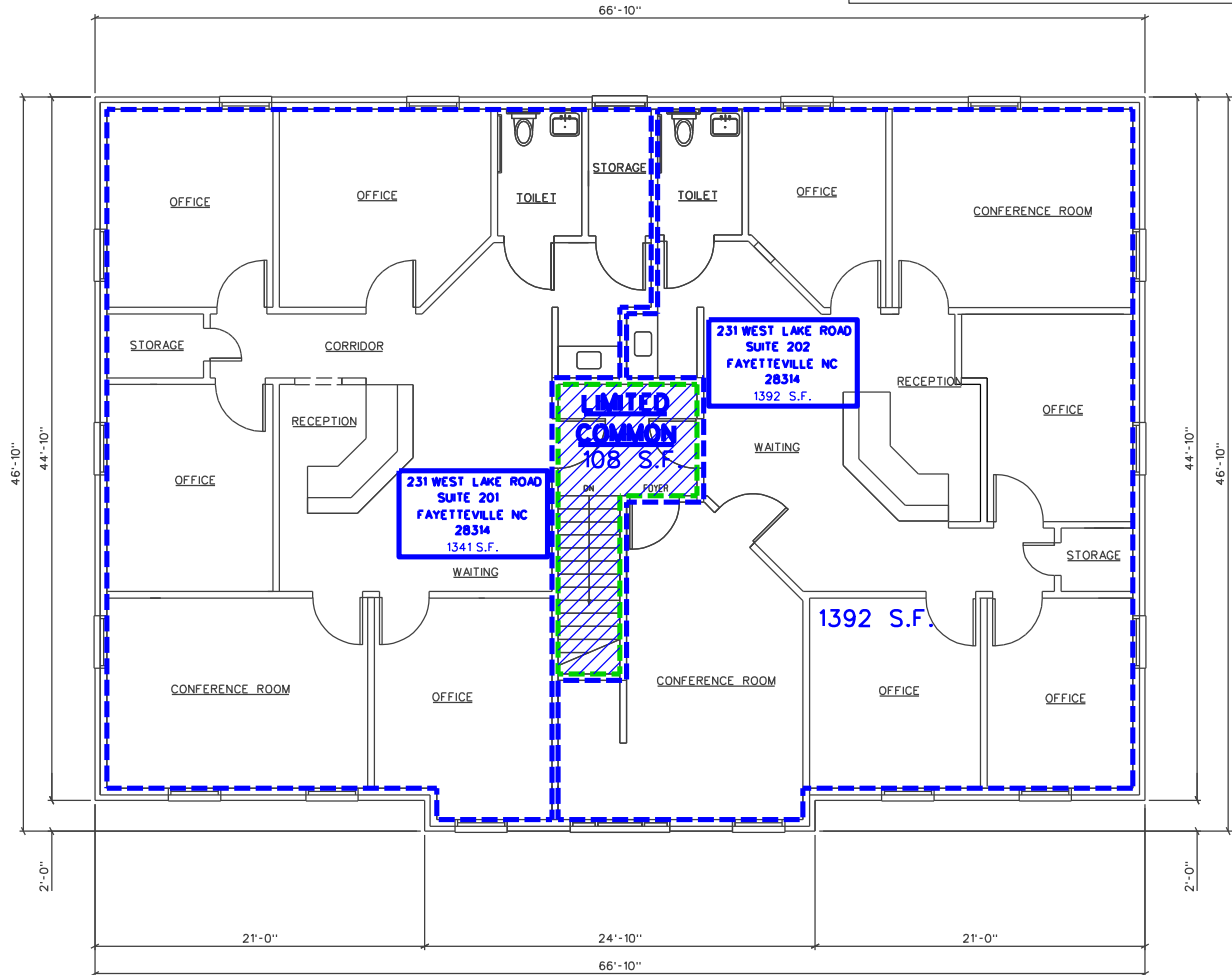 66'-10"
OFFICE
OFFICE
TOILET
STORAGE
TOILET
OFFICE
CONFERENCE ROOM
STORAGE
CORRIDOR
231 WEST LAKE ROAD
SUITE 202
FAYETTEVILLE NC
28314
1392 S.F.
RECEPTION
RECEPTION
LIMITED
COMMON
108 S.F.
OFFICE
WAITING
46'-10"
44'-10"
44'-10"
46'-10"
OFFICE
231 WEST LAKE ROAD
SUITE 201
FAYETTEVILLE NC
28314
1341 S.F.
DN
FOYER
WAITING
STORAGE
1392 S.F.
CONFERENCE ROOM
OFFICE
CONFERENCE ROOM
OFFICE
OFFICE
2'-0"
2'-0"
21'-0"
24'-10"
21'-0"
66'-10"